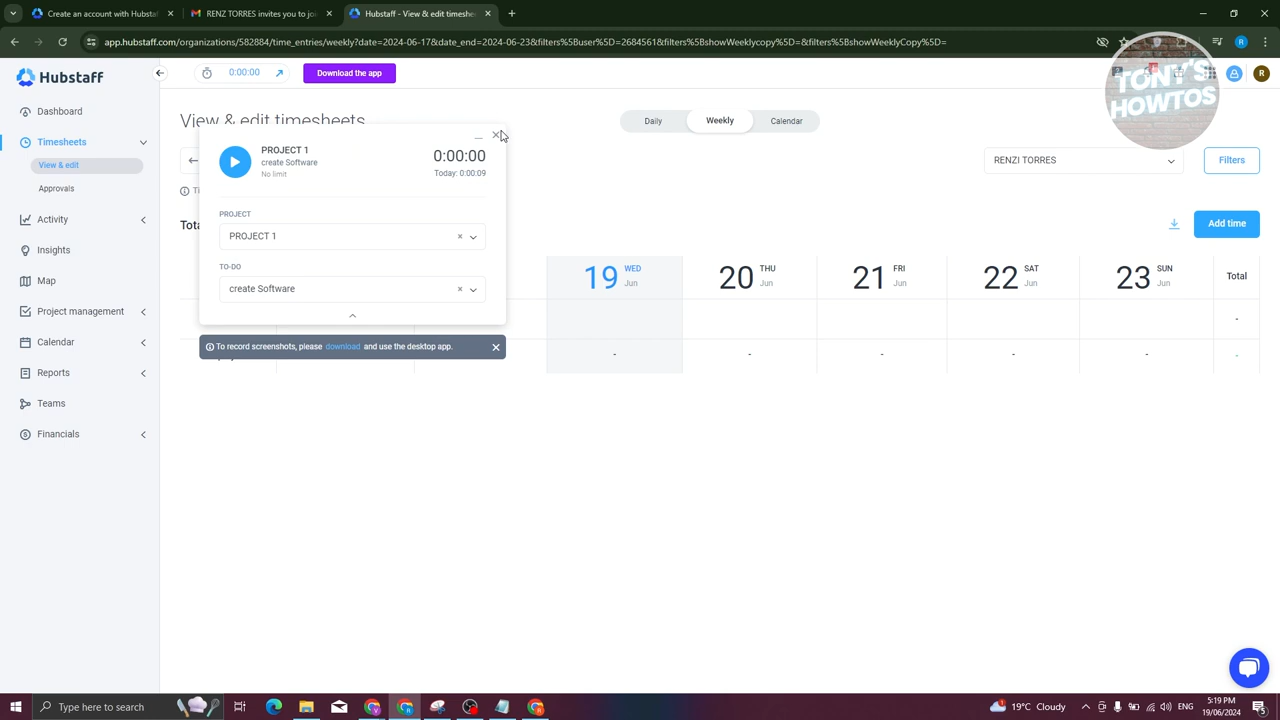 Create an account with Hubstaff
RENZ TORRES invites you to join
Hubstaff - View & edit timeshee
app.hubstaff.com/organizations/582884/time_entries/weekly?date=2024-06-17&date_end=2024-06-23&filters%5Buser%5D=2684561&filters%5BshowWeeklycopy%5D=&filters%5BshowWeeklyCopy%5D=
R
Hubstaff
0:00:00
Download the app
R
TONY'S
HOWTOS
Dashboard
Timesheets
View & edit
Approvals
Activity
Insights
Map
Project management
Calendar
Reports
Teams
Financials
View & edit timesheets
Daily
Weekly
Calendar
RENZI TORRES
Filters
PROJECT 1
create Software
No limit
0:00:00
Today: 0:00:09
PROJECT
PROJECT 1
TO-DO
create Software
To record screenshots, please download and use the desktop app.
Add time
19 WED Jun
20 THU Jun
21 FRI Jun
22 SAT Jun
23 SUN Jun
Total
- 
- - - - - -
Type here to search
19°C Cloudy
ENG
5:19 PM
19/06/2024